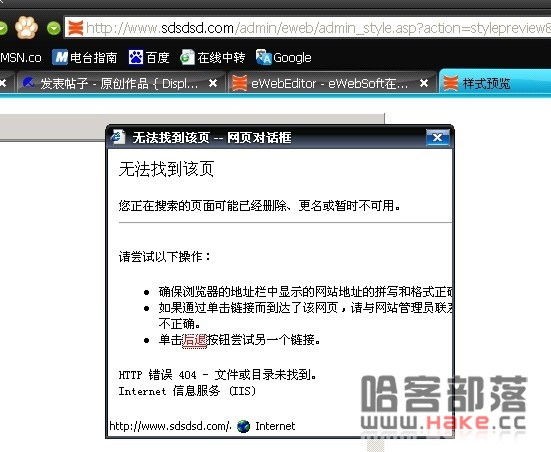 http://www.sdsdsd.com/admin/eweb/admin_style.asp?action=stylepreview&
MSN.co 电台指南 百度 在线中转 Google
发表帖子 - 原创作品 { Displ... eWebEditor - eWebSoft在... 样式预览
无法找到该页 -- 网页对话框
无法找到该页
您正在搜索的页面可能已经删除、更名或暂时不可用。
请尝试以下操作：
确保浏览器的地址栏中显示的网站地址的拼写和格式正确
如果通过单击链接而到达了该网页，请与网站管理员联系
不正确。
单击后退按钮尝试另一个链接。
HTTP 错误 404 - 文件或目录未找到。
Internet 信息服务 (IIS)
http://www.sdsdsd.com/. Internet
哈客部落
www.Hake.cc